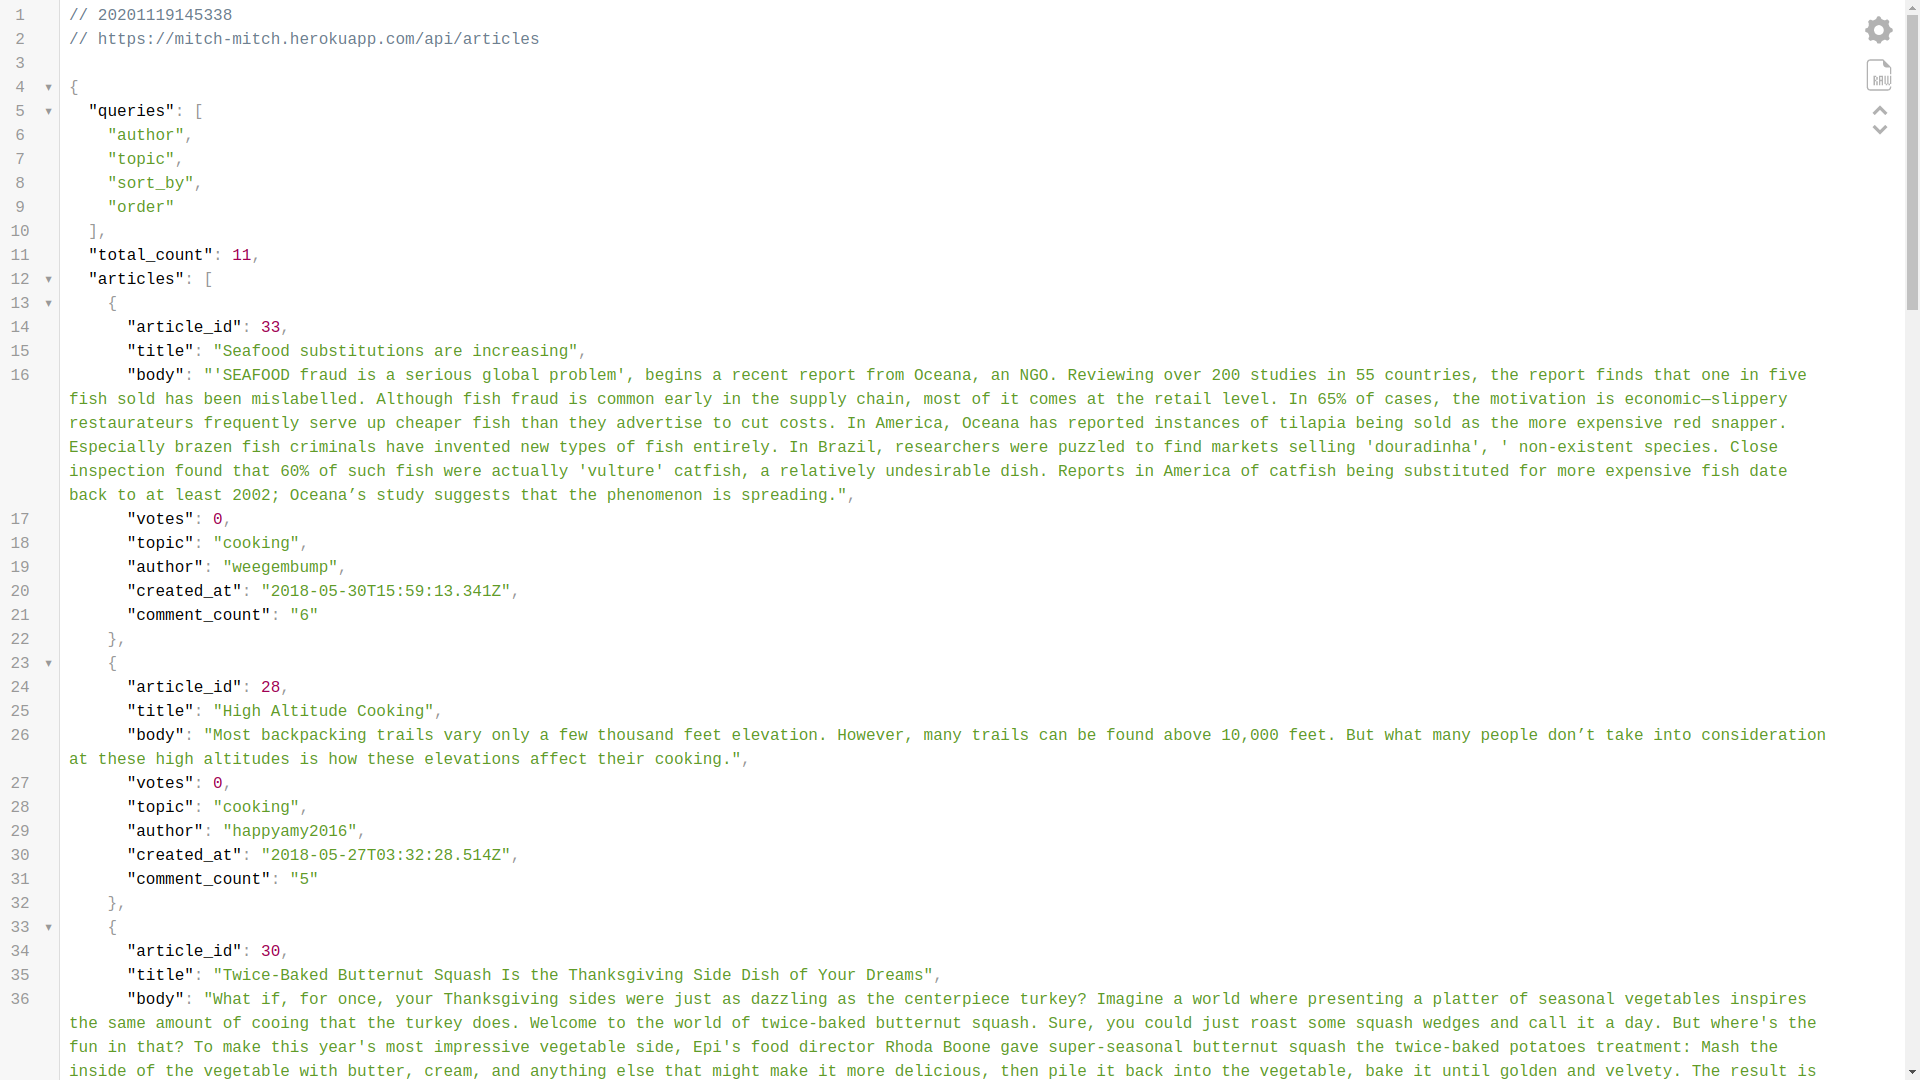 1 // 20201119145338
2 // https://mitch-mitch.herokuapp.com/api/articles
3
4 {
5 "queries": [
6 "author",
7 "topic",
8 "sort_by",
9 "order"
10 ],
11 "total_count": 11,
12 "articles": [
13 {
14 "article_id": 33,
15 "title": "Seafood substitutions are increasing",
16 "body": "'SEAFOOD fraud is a serious global problem', begins a recent report from Oceana, an NGO. Reviewing over 200 studies in 55 countries, the report finds that one in five
fish sold has been mislabelled. Although fish fraud is common early in the supply chain, most of it comes at the retail level. In 65% of cases, the motivation is economic—slippery
restaurateurs frequently serve up cheaper fish than they advertise to cut costs. In America, Oceana has reported instances of tilapia being sold as the more expensive red snapper.
Especially brazen fish criminals have invented new types of fish entirely. In Brazil, researchers were puzzled to find markets selling 'douradinha', ' non-existent species. Close
inspection found that 60% of such fish were actually 'vulture' catfish, a relatively undesirable dish. Reports in America of catfish being substituted for more expensive fish date
back to at least 2002; Oceana’s study suggests that the phenomenon is spreading.",
17 "votes": 0,
18 "topic": "cooking",
19 "author": "weegembump",
20 "created_at": "2018-05-30T15:59:13.341Z",
21 "comment_count": "6"
22 },
23 {
24 "article_id": 28,
25 "title": "High Altitude Cooking",
26 "body": "Most backpacking trails vary only a few thousand feet elevation. However, many trails can be found above 10,000 feet. But what many people don’t take into consideration
at these high altitudes is how these elevations affect their cooking.",
27 "votes": 0,
28 "topic": "cooking",
29 "author": "happyamy2016",
30 "created_at": "2018-05-27T03:32:28.514Z",
31 "comment_count": "5"
32 },
33 {
34 "article_id": 30,
35 "title": "Twice-Baked Butternut Squash Is the Thanksgiving Side Dish of Your Dreams",
36 "body": "What if, for once, your Thanksgiving sides were just as dazzling as the centerpiece turkey? Imagine a world where presenting a platter of seasonal vegetables inspires
the same amount of cooing that the turkey does. Welcome to the world of twice-baked butternut squash. Sure, you could just roast some squash wedges and call it a day. But where's the
fun in that? To make this year's most impressive vegetable side, Epi's food director Rhoda Boone gave super-seasonal butternut squash the twice-baked potatoes treatment: Mash the
inside of the vegetable with butter, cream, and anything else that might make it more delicious, then pile it back into the vegetable, bake it until golden and velvety. The result is
RAW